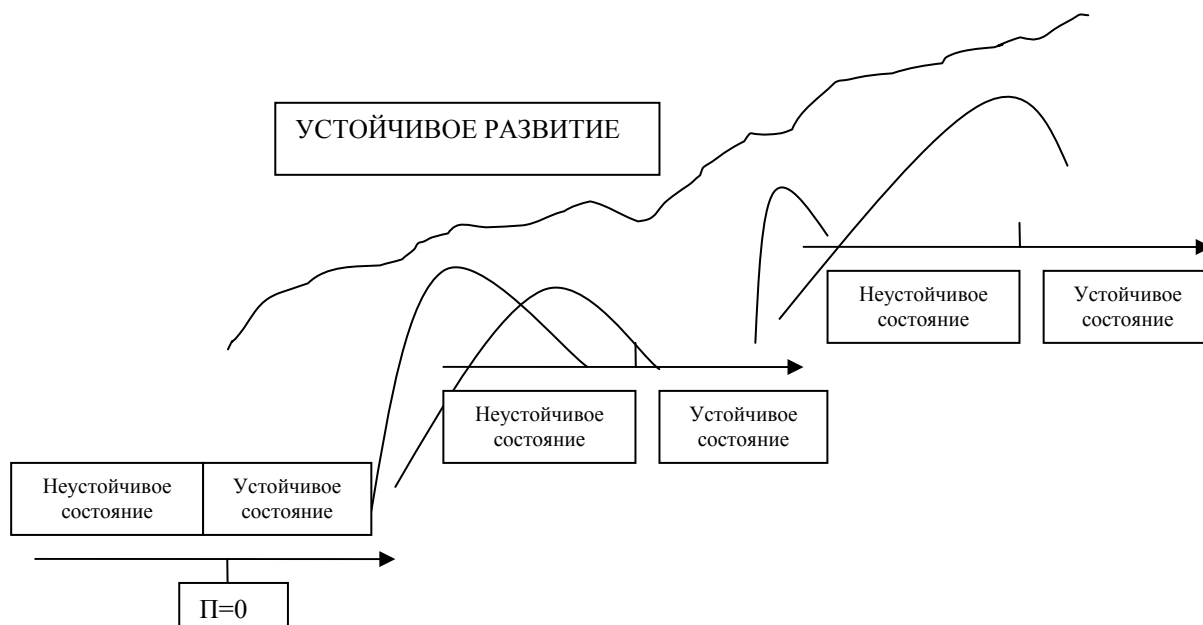 УСТОЙЧИВОЕ РАЗВИТИЕ
Неустойчивое
состояние
Устойчивое
состояние
Неустойчивое
состояние
Устойчивое
состояние
Неустойчивое
состояние
Устойчивое
состояние
П=0